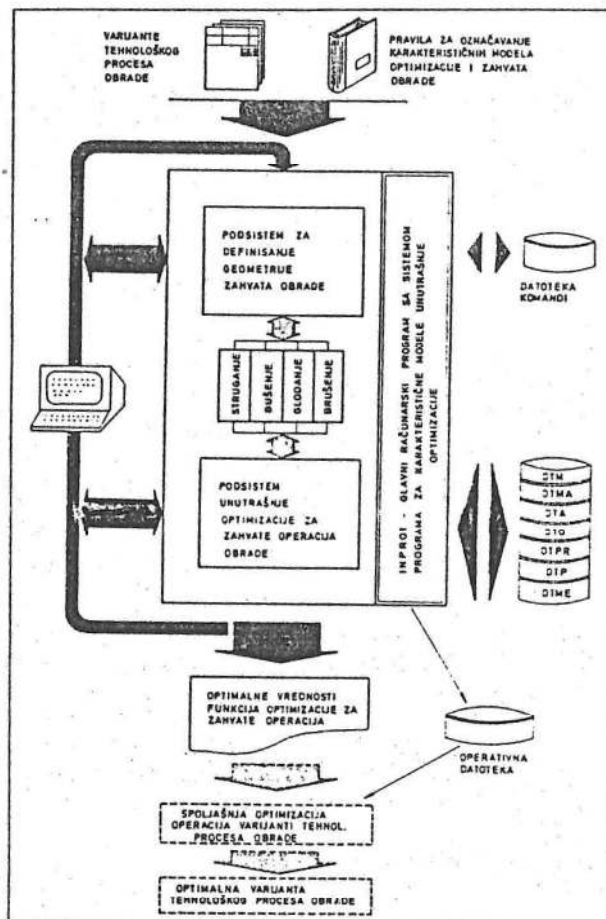 VARIJANTE
TEHNOLOŠKOG
PROCESA
OBRADE
PRAVILA ZA OZNAČAVANJE
KARAKTERISTIČNIH MODELA
OPTIMIZACIJE I ZAHVATA
OBRADE
PODSISTEM ZA
DEFINISANJE
GEOMETRIJE
ZAHVATA OBRADE
STRUGANJE
BUŠENJE
GLODANJE
BRUŠENJE
PODSISTEM
UNUTRAŠNJE
OPTIMIZACIJE ZA
ZAHVATE OPERACIJA
OBRADE
INPROI - GLAVNI RAČUNARSKI PROGRAM SA SISTEMOM
PROGRAMA ZA KARAKTERISTIČNE MODELE UNUTRAŠNJE
OPTIMIZACIJE
DATOTEKA
KOMANDI
DTM
DTMA
DTA
DTO
DTPR
DTP
DTME
OPTIMALNE VREDNOSTI
FUNKCIJA OPTIMIZACIJE ZA
ZAHVATE OPERACIJA
OPERATIVNA
DATOTEKA
SPOLJAŠNJA OPTIMIZACIJA
OPERACIJA VARIJANTI TEHNOL.
PROCESA OBRADE
OPTIMALNA VARIJANTA
TEHNOLOŠKOG PROCESA OBRADE